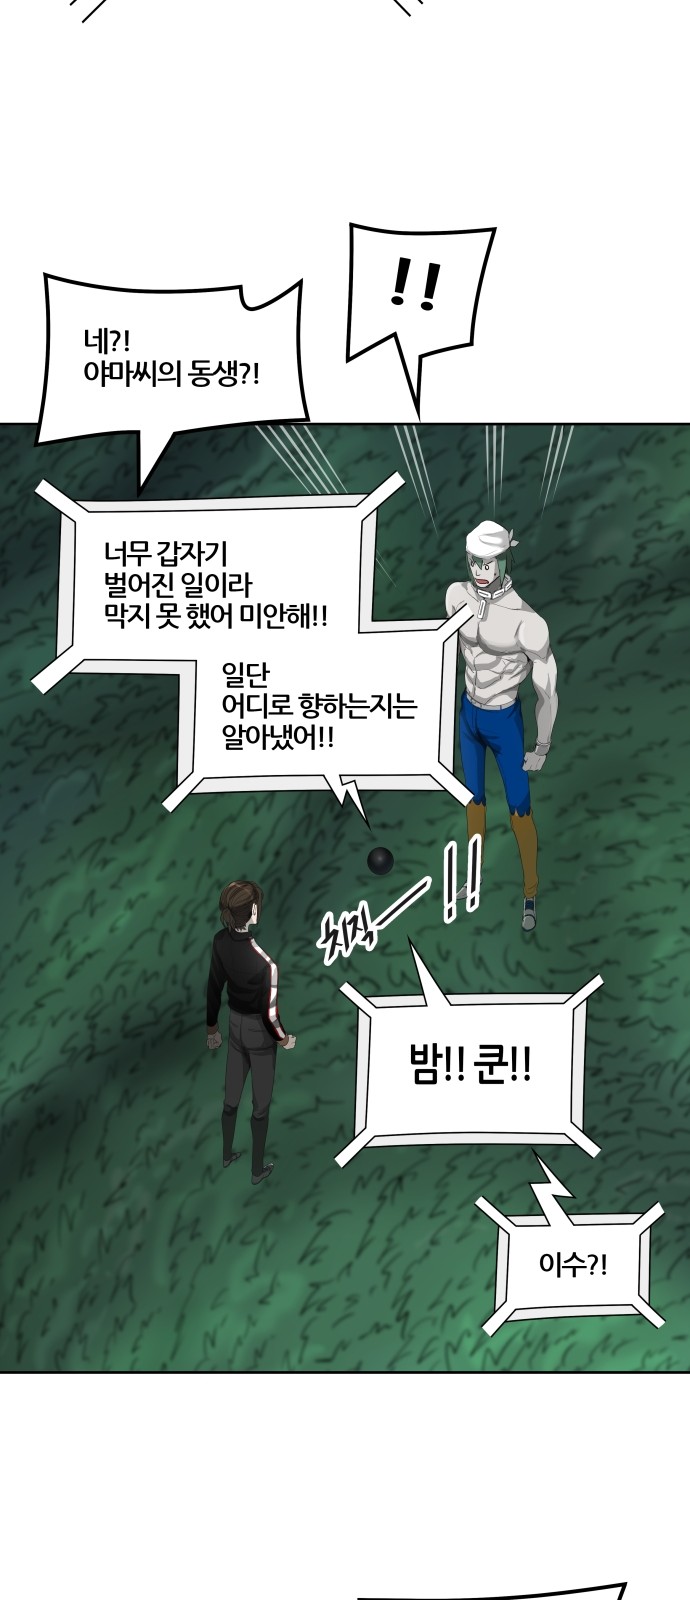 !!
네?!
야마씨의 동생?!
너무 갑자기
벌어진 일이라
막지 못 했어 미안해!!
일단
어디로 향하는지는
알아냈어!!
치직
!!
밤!! 쿤!!
이수?!